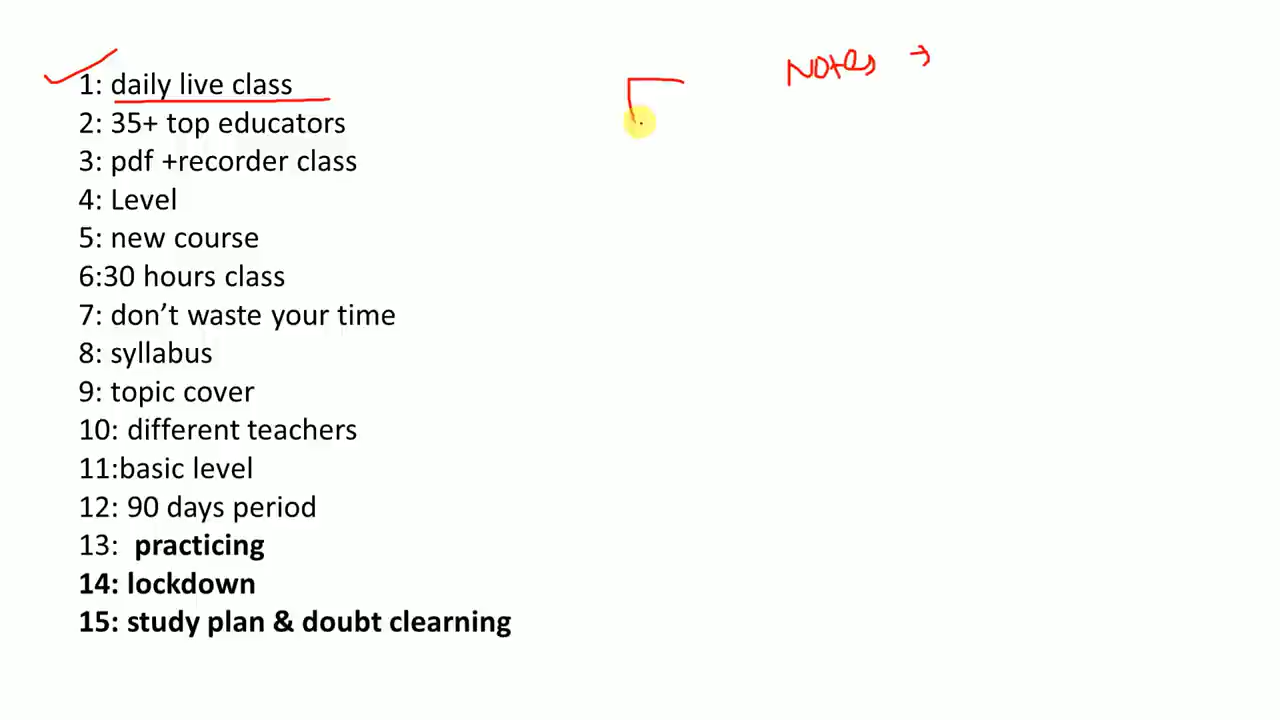 1: daily live class
2: 35+ top educators
3: pdf +recorder class
4: Level
5: new course
6:30 hours class
7: don’t waste your time
8: syllabus
9: topic cover
10: different teachers
11:basic level
12: 90 days period
13:  practicing
14: lockdown
15: study plan & doubt clearning
Notes →